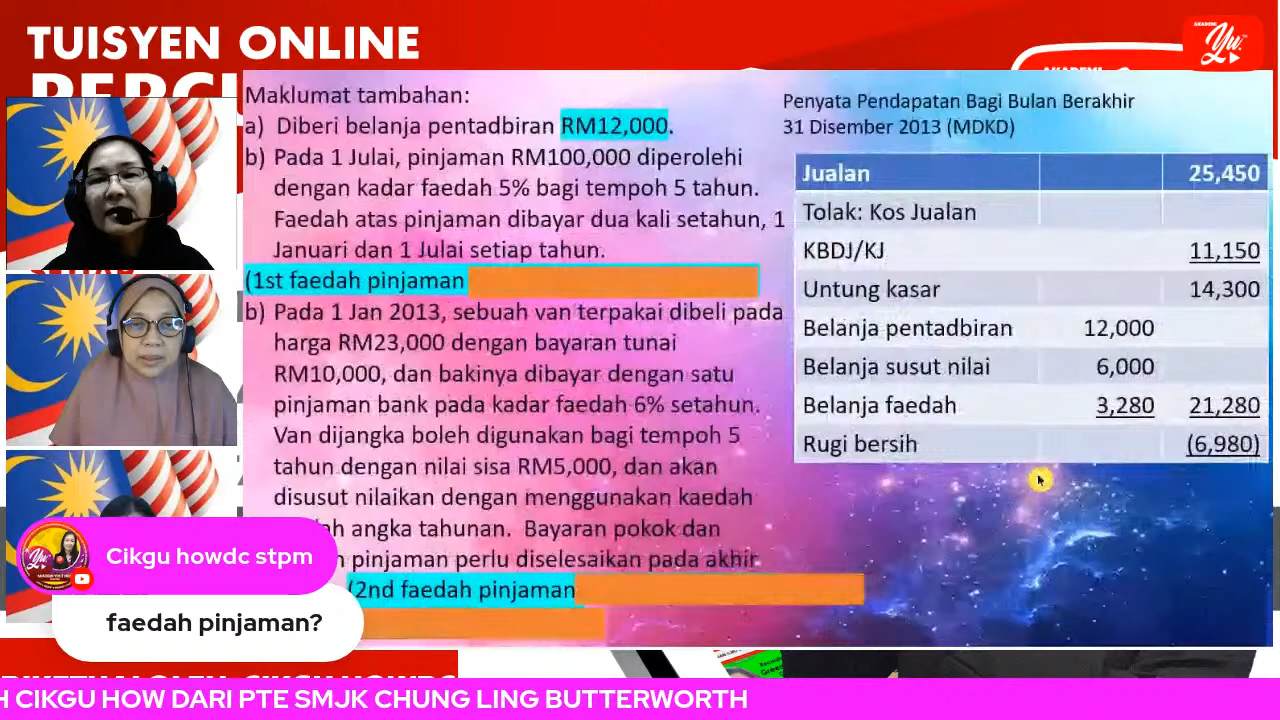 TUISYEN ONLINE
AKADEMI
Yu
Maklumat tambahan:
a) Diberi belanja pentadbiran RM12,000.
b) Pada 1 Julai, pinjaman RM100,000 diperolehi
dengan kadar faedah 5% bagi tempoh 5 tahun.
Faedah atas pinjaman dibayar dua kali setahun, 1
Januari dan 1 Julai setiap tahun.
(1st faedah pinjaman
b) Pada 1 Jan 2013, sebuah van terpakai dibeli pada
harga RM23,000 dengan bayaran tunai
RM10,000, dan bakinya dibayar dengan satu
pinjaman bank pada kadar faedah 6% setahun.
Van dijangka boleh digunakan bagi tempoh 5
tahun dengan nilai sisa RM5,000, dan akan
disusut nilaikan dengan menggunakan kaedah
angka tahunan. Bayaran pokok dan
pinjaman perlu diselesaikan pada akhir
(2nd faedah pinjaman
Penyata Pendapatan Bagi Bulan Berakhir
31 Disember 2013 (MDKD)
Jualan 25,450
Tolak: Kos Jualan
KBDJ/KJ 11,150
Untung kasar 14,300
Belanja pentadbiran 12,000
Belanja susut nilai 6,000
Belanja faedah 3,280 21,280
Rugi bersih (6,980)
Cikgu howdc stpm
faedah pinjaman?
CIKGU HOW DARI PTE SMJK CHUNG LING BUTTERWORTH